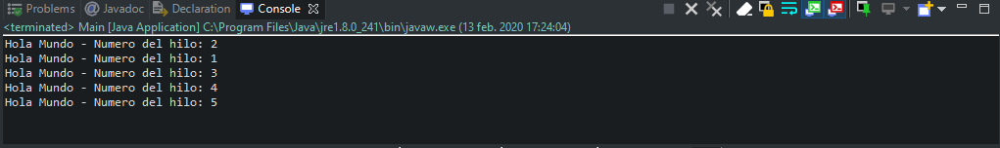 Problems @ Javadoc Declaration Console
<terminated> Main [Java Application] C:\Program Files\Java\jre1.8.0_241\bin\javaw.exe (13 feb. 2020 17:24:04)
Hola Mundo - Numero del hilo: 2
Hola Mundo - Numero del hilo: 1
Hola Mundo - Numero del hilo: 3
Hola Mundo - Numero del hilo: 4
Hola Mundo - Numero del hilo: 5